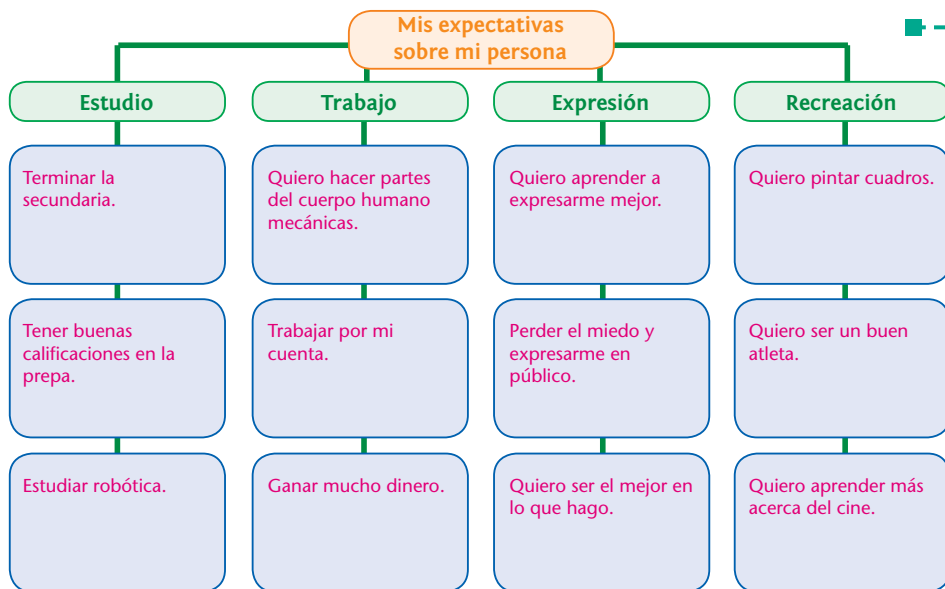 Mis expectativas
sobre mi persona
Estudio
Trabajo
Expresión
Recreación
Terminar la
secundaria.
Quiero hacer partes
del cuerpo humano
mecánicas.
Quiero aprender a
expresarme mejor.
Quiero pintar cuadros.
Tener buenas
calificaciones en la
prepa.
Trabajar por mi
cuenta.
Perder el miedo y
expresarme en
público.
Quiero ser un buen
atleta.
Estudiar robótica.
Ganar mucho dinero.
Quiero ser el mejor en
lo que hago.
Quiero aprender más
acerca del cine.